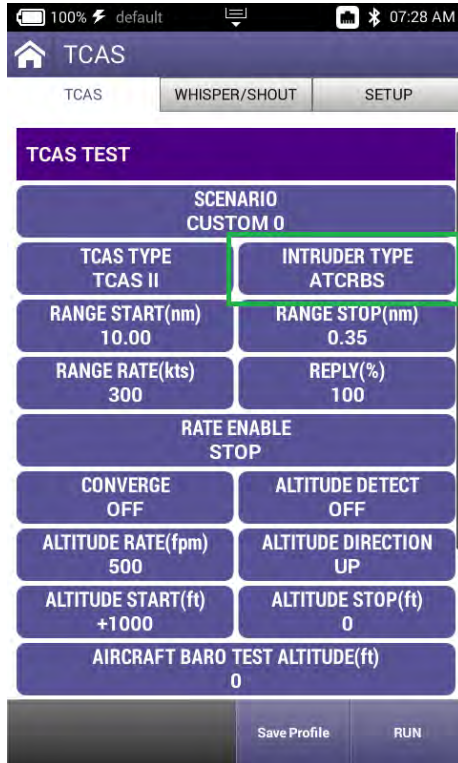 100% default 07:28 AM
TCAS
TCAS WHISPER/SHOUT SETUP
TCAS TEST
SCENARIO
CUSTOM 0
TCAS TYPE INTRUDER TYPE
TCAS II ATCRBS
RANGE START(nm) RANGE STOP(nm)
10.00 0.35
RANGE RATE(kts) REPLY(%)
300 100
RATE ENABLE
STOP
CONVERGE ALTITUDE DETECT
OFF OFF
ALTITUDE RATE(fpm) ALTITUDE DIRECTION
500 UP
ALTITUDE START(ft) ALTITUDE STOP(ft)
+1000 0
AIRCRAFT BARO TEST ALTITUDE(ft)
0
Save Profile RUN